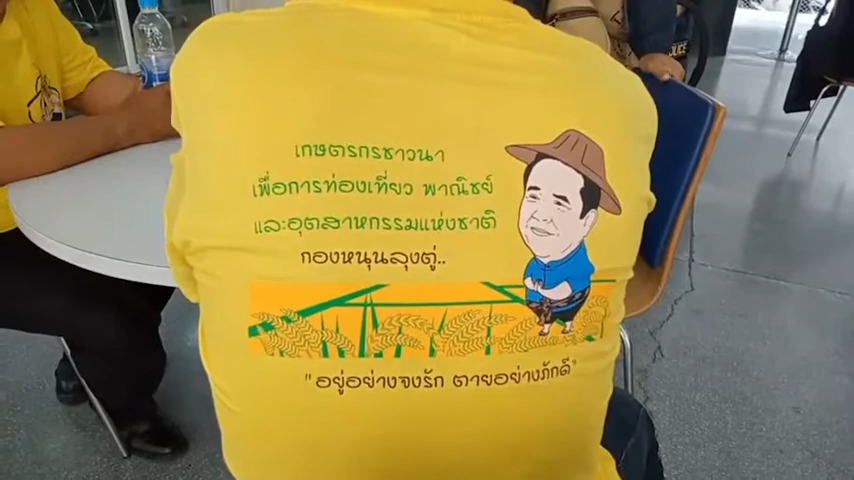 เกษตรกรชาวนา
เพื่อการท่องเที่ยว พาณิชย์
และอุตสาหกรรมแห่งชาติ
กองหนุนลุงตู่..
"อยู่อย่างจงรัก ตายอย่างภักดี"